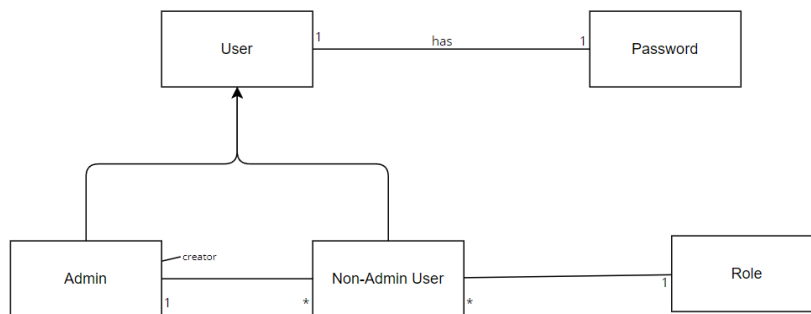 User
1
has
1
Password
creator
Admin
Non-Admin User
Role
1
*
*
1